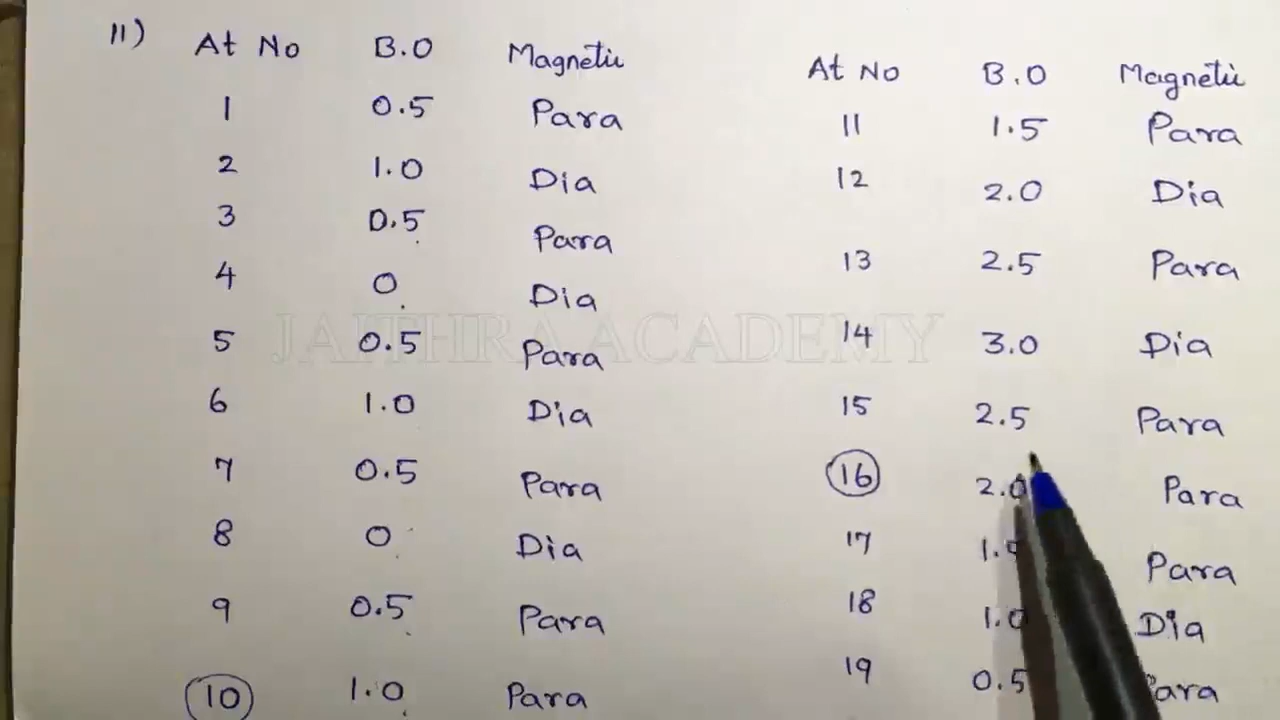 11) At No B.O Magnetic
1 0.5 Para
2 1.0 Dia
3 0.5 Para
4 0 Dia
5 0.5 Para
6 1.0 Dia
7 0.5 Para
8 0 Dia
9 0.5 Para
10 1.0 Para
At No B.O Magnetic
11 1.5 Para
12 2.0 Dia
13 2.5 Para
14 3.0 Dia
15 2.5 Para
16 2.0 Para
17 Para
18 1.0 Dia
19 0.5
JAITHRA ACADEMY